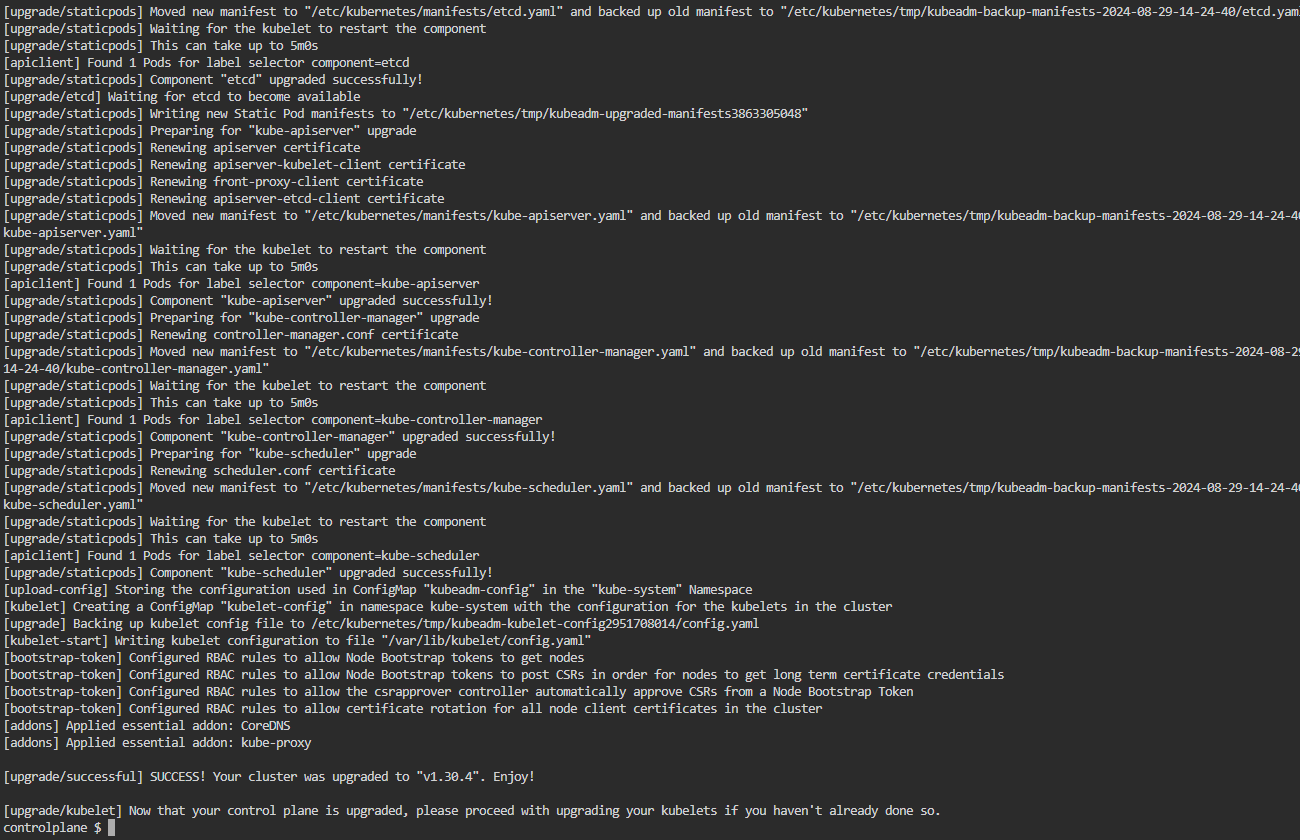 [upgrade/staticpods] Moved new manifest to "/etc/kubernetes/manifests/etcd.yaml" and backed up old manifest to "/etc/kubernetes/tmp/kubeadm-backup-manifests-2024-08-29-14-24-40/etcd.yaml
[upgrade/staticpods] Waiting for the kubelet to restart the component
[upgrade/staticpods] This can take up to 5m0s
[apiclient] Found 1 Pods for label selector component=etcd
[upgrade/staticpods] Component "etcd" upgraded successfully!
[upgrade/etcd] Waiting for etcd to become available
[upgrade/staticpods] Writing new Static Pod manifests to "/etc/kubernetes/tmp/kubeadm-upgraded-manifests3863305048"
[upgrade/staticpods] Preparing for "kube-apiserver" upgrade
[upgrade/staticpods] Renewing apiserver certificate
[upgrade/staticpods] Renewing apiserver-kubelet-client certificate
[upgrade/staticpods] Renewing front-proxy-client certificate
[upgrade/staticpods] Renewing apiserver-etcd-client certificate
[upgrade/staticpods] Moved new manifest to "/etc/kubernetes/manifests/kube-apiserver.yaml" and backed up old manifest to "/etc/kubernetes/tmp/kubeadm-backup-manifests-2024-08-29-14-24-40
kube-apiserver.yaml"
[upgrade/staticpods] Waiting for the kubelet to restart the component
[upgrade/staticpods] This can take up to 5m0s
[apiclient] Found 1 Pods for label selector component=kube-apiserver
[upgrade/staticpods] Component "kube-apiserver" upgraded successfully!
[upgrade/staticpods] Preparing for "kube-controller-manager" upgrade
[upgrade/staticpods] Renewing controller-manager.conf certificate
[upgrade/staticpods] Moved new manifest to "/etc/kubernetes/manifests/kube-controller-manager.yaml" and backed up old manifest to "/etc/kubernetes/tmp/kubeadm-backup-manifests-2024-08-29
14-24-40/kube-controller-manager.yaml"
[upgrade/staticpods] Waiting for the kubelet to restart the component
[upgrade/staticpods] This can take up to 5m0s
[apiclient] Found 1 Pods for label selector component=kube-controller-manager
[upgrade/staticpods] Component "kube-controller-manager" upgraded successfully!
[upgrade/staticpods] Preparing for "kube-scheduler" upgrade
[upgrade/staticpods] Renewing scheduler.conf certificate
[upgrade/staticpods] Moved new manifest to "/etc/kubernetes/manifests/kube-scheduler.yaml" and backed up old manifest to "/etc/kubernetes/tmp/kubeadm-backup-manifests-2024-08-29-14-24-40
kube-scheduler.yaml"
[upgrade/staticpods] Waiting for the kubelet to restart the component
[upgrade/staticpods] This can take up to 5m0s
[apiclient] Found 1 Pods for label selector component=kube-scheduler
[upgrade/staticpods] Component "kube-scheduler" upgraded successfully!
[upload-config] Storing the configuration used in ConfigMap "kubeadm-config" in the "kube-system" Namespace
[kubelet] Creating a ConfigMap "kubelet-config" in namespace kube-system with the configuration for the kubelets in the cluster
[upgrade] Backing up kubelet config file to /etc/kubernetes/tmp/kubeadm-kubelet-config2951708014/config.yaml
[kubelet-start] Writing kubelet configuration to file "/var/lib/kubelet/config.yaml"
[bootstrap-token] Configured RBAC rules to allow Node Bootstrap tokens to get nodes
[bootstrap-token] Configured RBAC rules to allow Node Bootstrap tokens to post CSRs in order for nodes to get long term certificate credentials
[bootstrap-token] Configured RBAC rules to allow the csrapprover controller automatically approve CSRs from a Node Bootstrap Token
[bootstrap-token] Configured RBAC rules to allow certificate rotation for all node client certificates in the cluster
[addons] Applied essential addon: CoreDNS
[addons] Applied essential addon: kube-proxy
[upgrade/successful] SUCCESS! Your cluster was upgraded to "v1.30.4". Enjoy!
[upgrade/kubelet] Now that your control plane is upgraded, please proceed with upgrading your kubelets if you haven't already done so.
controlplane $